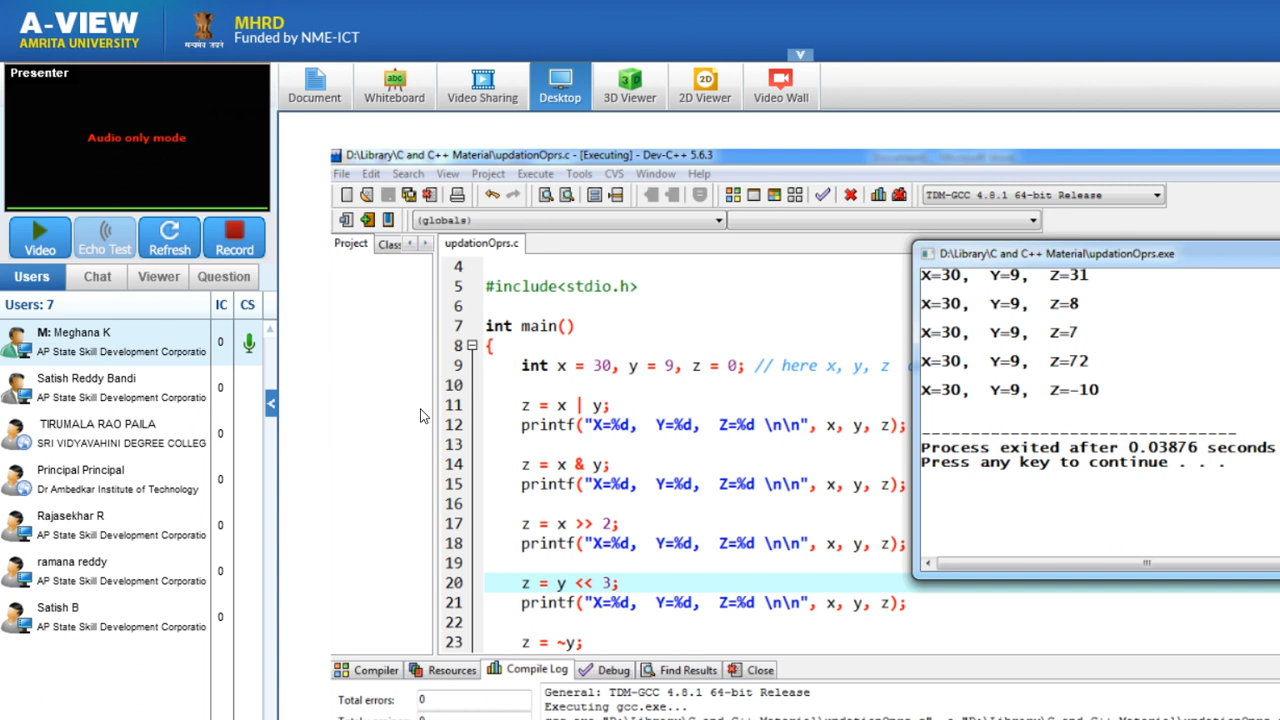 A-VIEW
AMRITA UNIVERSITY
MHRD
Funded by NME-ICT
Presenter
Audio only mode
Document
Whiteboard
Video Sharing
Desktop
3D Viewer
2D Viewer
Video Wall
Video
Echo Test
Refresh
Record
Users
Chat
Viewer
Question
Users: 7
IC
CS
M: Meghana K
AP State Skill Development Corporatio
0
Satish Reddy Bandi
AP State Skill Development Corporatio
0
TIRUMALA RAO PAILA
SRI VIDYAVAHINI DEGREE COLLEG
0
Principal Principal
Dr Ambedkar Institute of Technology
0
Rajasekhar R
AP State Skill Development Corporatio
0
ramana reddy
AP State Skill Development Corporatio
0
Satish B
AP State Skill Development Corporatio
0
D:\Library\C and C++ Material\updationOprs.c - [Executing] - Dev-C++ 5.6.3
File Edit Search View Project Execute Tools CVS Window Help
TDM-GCC 4.8.1 64-bit Release
(globals)
Project
Class
updationOprs.c
4
5 #include<stdio.h>
6
7 int main()
8 {
9 int x = 30, y = 9, z = 0; // here x, y, z
10
11 z = x | y;
12 printf("X=%d, Y=%d, Z=%d \n\n", x, y, z);
13
14 z = x & y;
15 printf("X=%d, Y=%d, Z=%d \n\n", x, y, z);
16
17 z = x >> 2;
18 printf("X=%d, Y=%d, Z=%d \n\n", x, y, z);
19
20 z = y << 3;
21 printf("X=%d, Y=%d, Z=%d \n\n", x, y, z);
22
23 z = ~y;
D:\Library\C and C++ Material\updationOprs.exe
X=30, Y=9, Z=31
X=30, Y=9, Z=8
X=30, Y=9, Z=7
X=30, Y=9, Z=72
X=30, Y=9, Z=-10
--------------------------------
Process exited after 0.03876 seconds
Press any key to continue . . .
Compiler
Resources
Compile Log
Debug
Find Results
Close
Total errors: 0
General: TDM-GCC 4.8.1 64-bit Release
Executing gcc.exe...